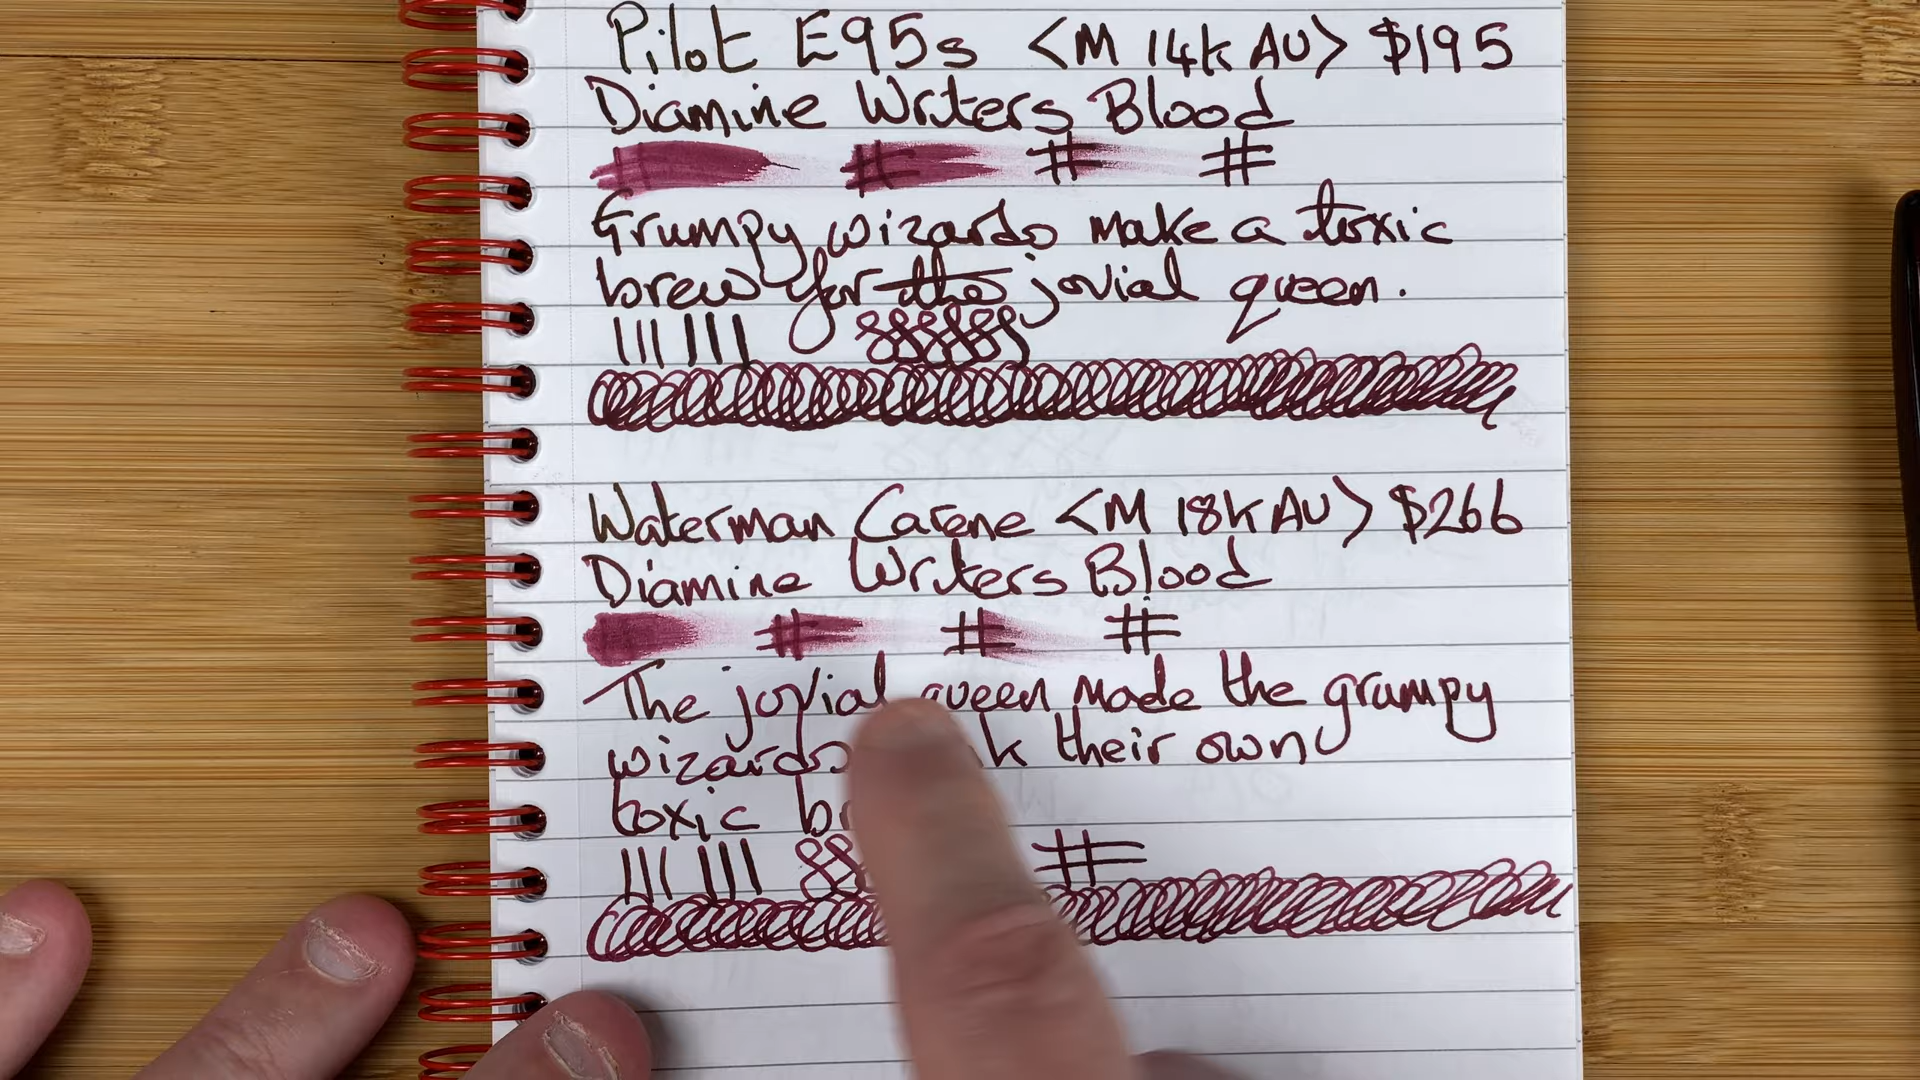 Pilot E95s <M 14k AU> $195
Diamine Writers Blood
# # #
Grumpy wizards make a toxic
brew for the jovial queen.
Waterman Carene <M 18k AU> $266
Diamine Writers Blood
# # #
The jovial queen made the grumpy
wizards their own
toxic
#